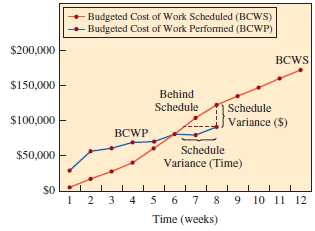 Budgeted Cost of Work Scheduled (BCWS)
Budgeted Cost of Work Performed (BCWP)
$200,000
BCWS
$150,000
Behind
Schedule
Schedule
Variance ($)
$100,000
BCWP
$50,000
Schedule
Variance (Time)
$0
1 2 3 4 5 6 7 8 9 10 11 12
Time (weeks)